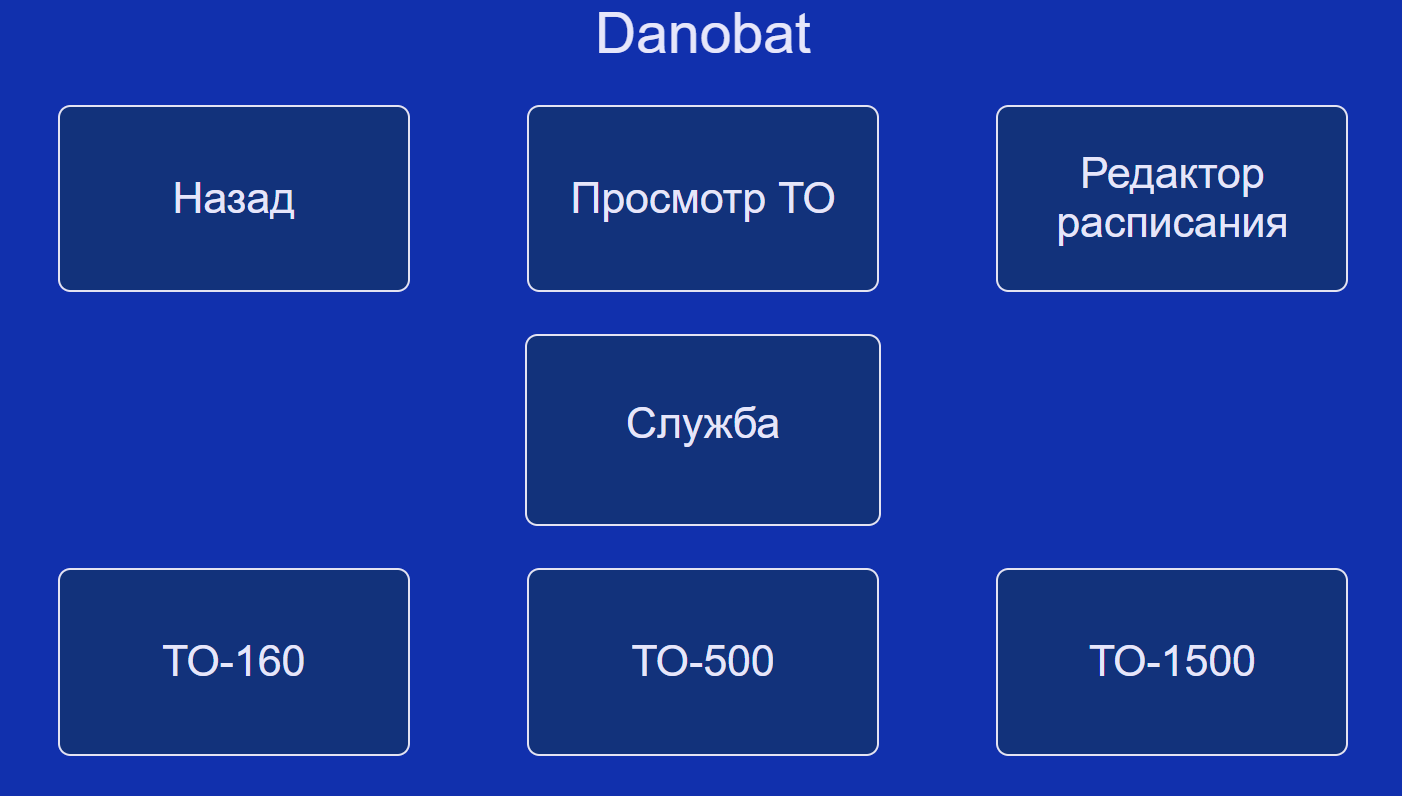 Danobat
Назад
Просмотр ТО
Редактор
расписания
Служба
ТО-160
ТО-500
ТО-1500